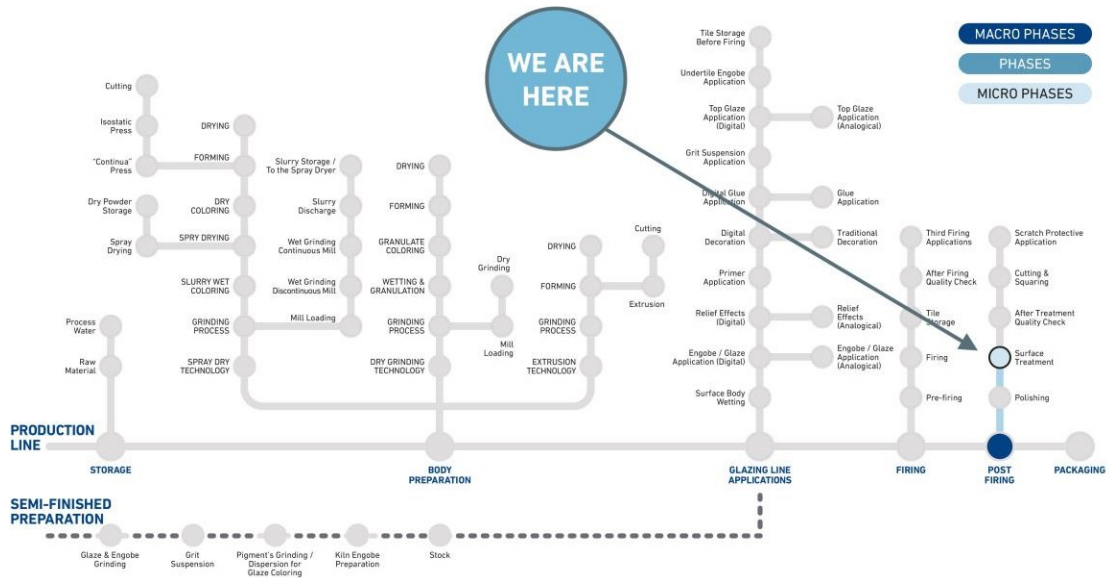 MACRO PHASES
PHASES
MICRO PHASES
WE ARE
HERE
Cutting
Isostatic
Press
"Continua"
Press
Dry Powder
Storage
Spray
Drying
Process
Water
Raw
Material
DRYING
FORMING
DRY
COLORING
SPRY DRYING
SLURRY WET
COLORING
GRINDING
PROCESS
SPRAY DRY
TECHNOLOGY
Slurry Storage /
To the Spray Dryer
Slurry
Discharge
Wet Grinding
Continuous Mill
Wet Grinding
Discontinuous Mill
Mill Loading
DRYING
FORMING
GRANULATE
COLORING
WETTING &
GRANULATION
GRINDING
PROCESS
DRY GRINDING
TECHNOLOGY
Dry
Grinding
Mill
Loading
DRYING
FORMING
GRINDING
PROCESS
EXTRUSION
TECHNOLOGY
Cutting
Extrusion
Tile Storage
Before Firing
Undertile Engobe
Application
Top Glaze
Application
(Digital)
Top Glaze
Application
(Analogical)
Grit Suspension
Application
Digital Glue
Application
Glue
Application
Digital
Decoration
Traditional
Decoration
Primer
Application
Relief Effects
(Digital)
Relief
Effects
(Analogical)
Engobe / Glaze
Application (Digital)
Engobe / Glaze
Application
(Analogical)
Surface Body
Wetting
Third Firing
Applications
After Firing
Quality Check
Tile
Storage
Firing
Pre-firing
Scratch Protective
Application
Cutting &
Squaring
After Treatment
Quality Check
Surface
Treatment
Polishing
PRODUCTION
LINE
STORAGE
BODY
PREPARATION
GLAZING LINE
APPLICATIONS
FIRING
POST
FIRING
PACKAGING
SEMI-FINISHED
PREPARATION
Glaze & Engobe
Grinding
Grit
Suspension
Pigment's Grinding /
Dispersion for
Glaze Coloring
Kiln Engobe
Preparation
Stock